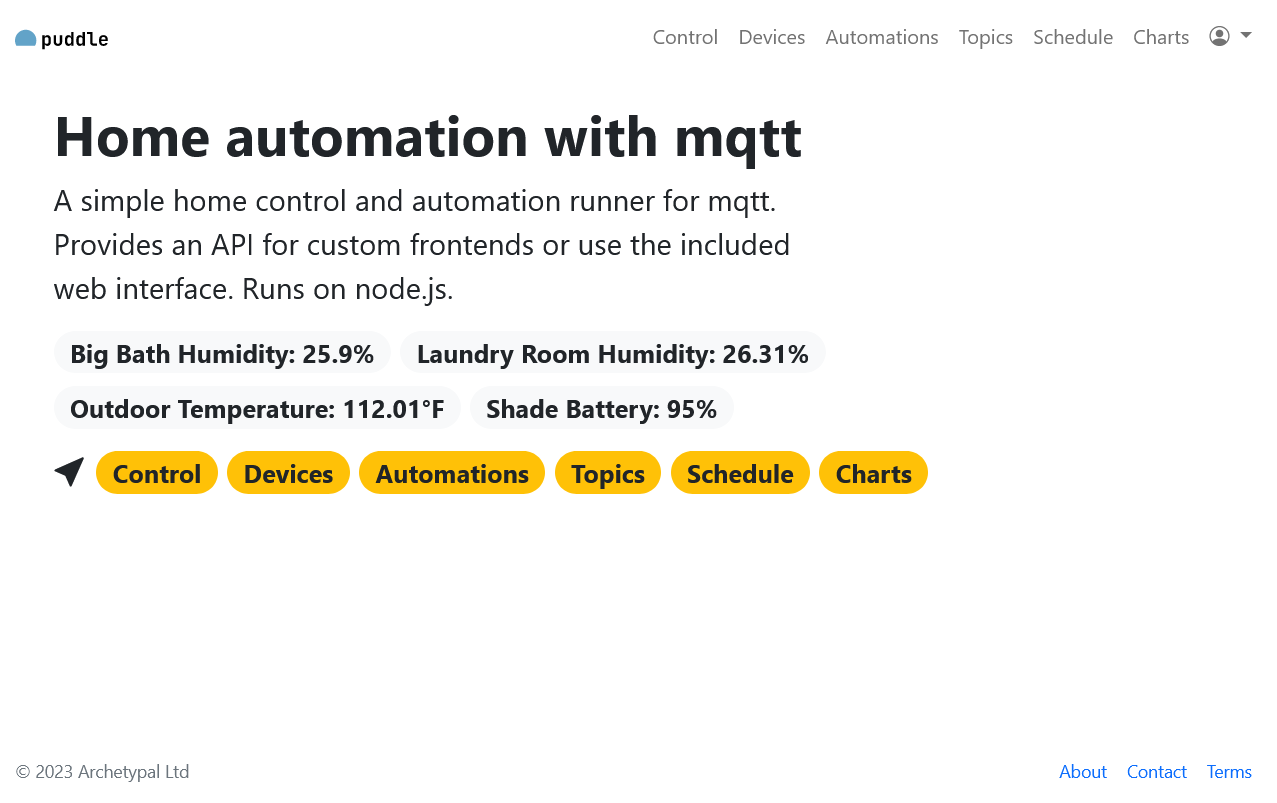 puddle
Control Devices Automations Topics Schedule Charts
Home automation with mqtt
A simple home control and automation runner for mqtt.
Provides an API for custom frontends or use the included
web interface. Runs on node.js.
Big Bath Humidity: 25.9% Laundry Room Humidity: 26.31%
Outdoor Temperature: 112.01°F Shade Battery: 95%
Control Devices Automations Topics Schedule Charts
© 2023 Archetypal Ltd About Contact Terms